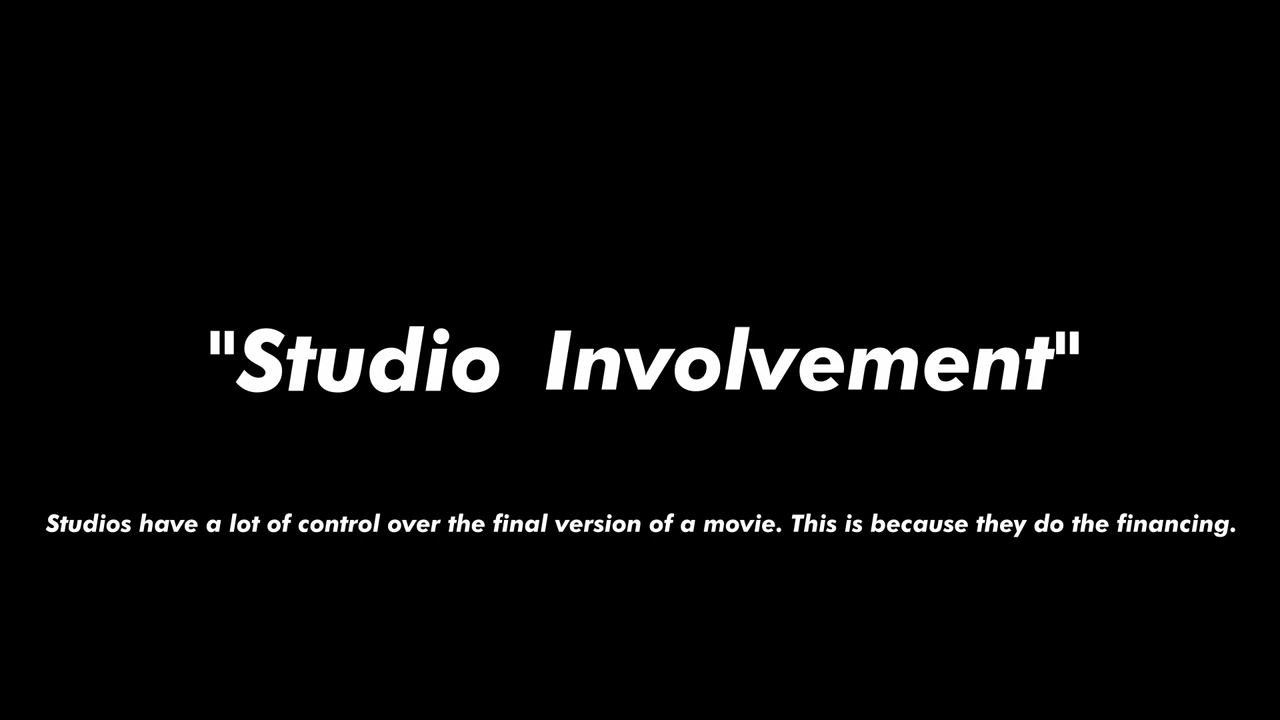 "Studio Involvement"
Studios have a lot of control over the final version of a movie. This is because they do the financing.